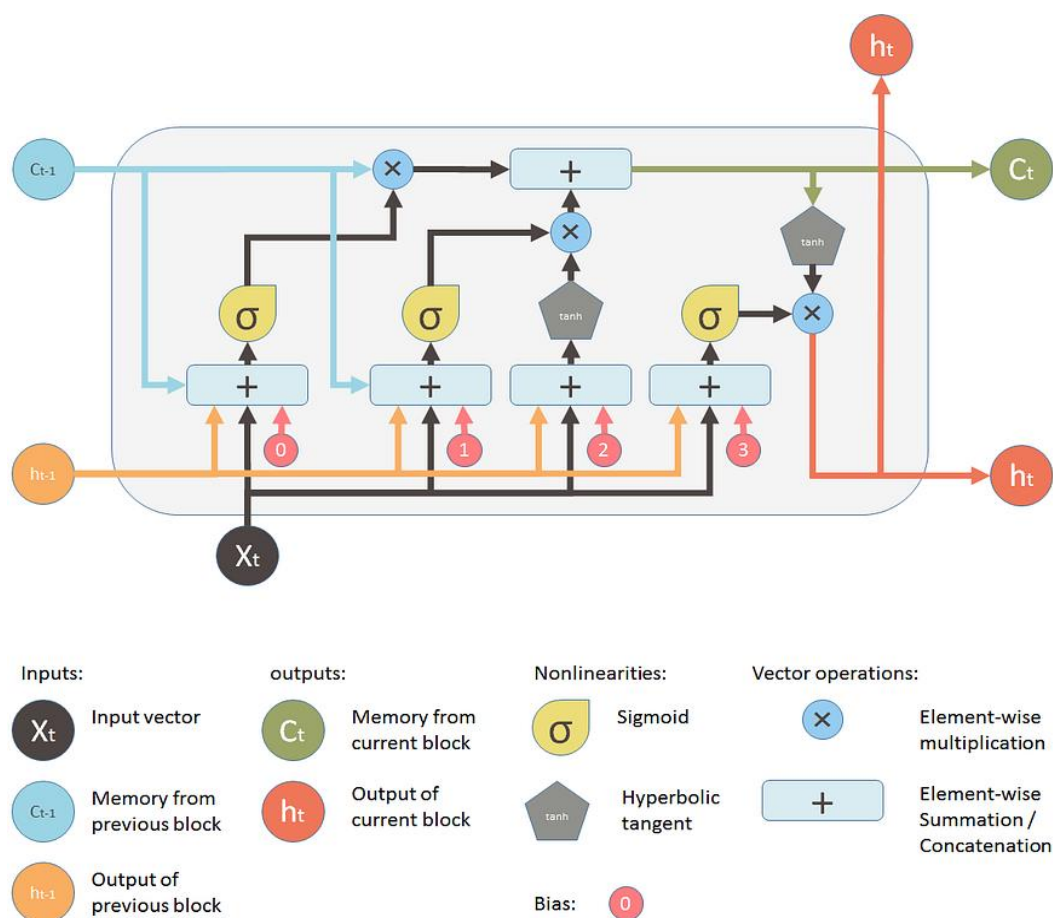 ht
Ct-1
×
+
Ct
×
tanh
σ
σ
tanh
σ
×
+
+
+
+
0
1
2
3
ht-1
ht
Xt
Inputs:
outputs:
Nonlinearities:
Vector operations:
Xt
Input vector
Ct
Memory from
current block
σ
Sigmoid
×
Element-wise
multiplication
Ct-1
Memory from
previous block
ht
Output of
current block
tanh
Hyperbolic
tangent
+
Element-wise
Summation /
Concatenation
ht-1
Output of
previous block
Bias:
0